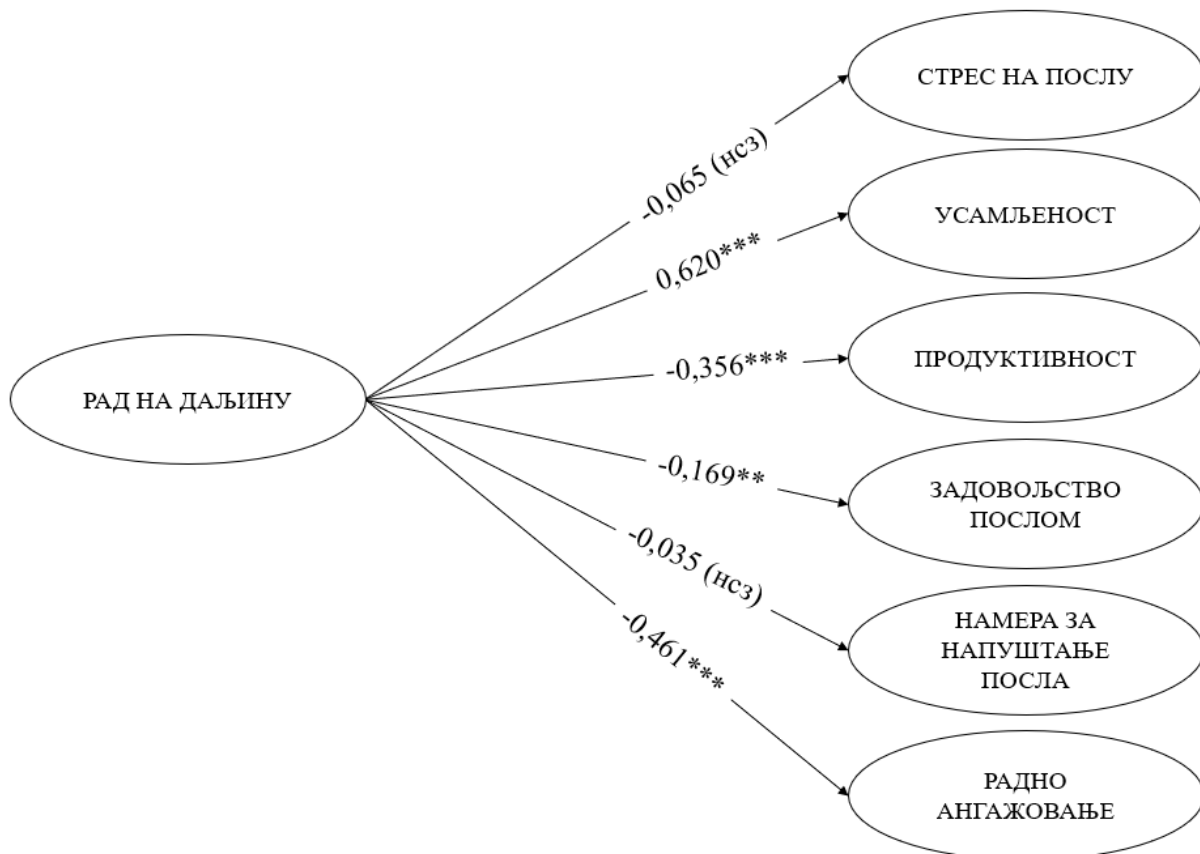 СТРЕС НА ПОСЛУ
-0,065 (нсз)
УСАМЉЕНОСТ
0,620***
ПРОДУКТИВНОСТ
-0,356***
РАД НА ДАЉИНУ
-0,169**
ЗАДОВОЉСТВО
ПОСЛОМ
-0,035 (нсз)
НАМЕРА ЗА
НАПУШТАЊЕ
ПОСЛА
-0,461***
РАДНО
АНГАЖОВАЊЕ